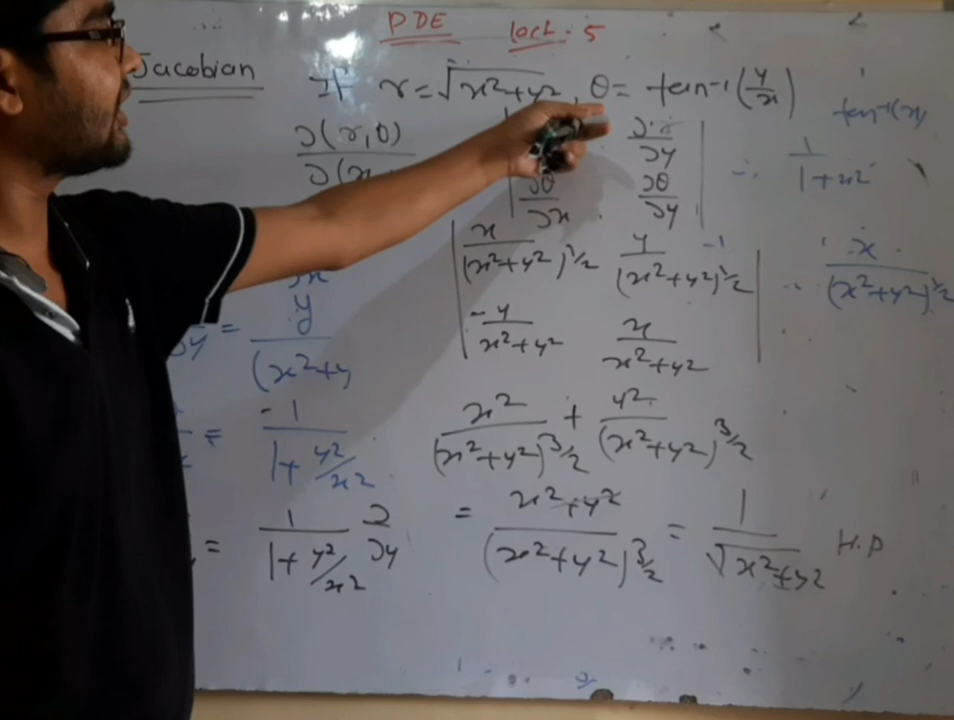 PDE lect. 5
Jacobian If r = √x²+y², θ = tan⁻¹(y/x)
tan⁻¹(x)
∂(r,θ) / ∂(x
| ∂r/∂y |
| ∂θ/∂x ∂θ/∂y |
∴ 1/1+x²
| x/(x²+y²)^1/2 y/(x²+y²)^1/2 |
| -y/x²+y² x/x²+y² |
x/(x²+y²)^1/2
∂x
∂y = y/(x²+y
= -1/1+y²/x²
x²/(x²+y²)^3/2 + y²/(x²+y²)^3/2
= 1/1+y²/x² ∂/∂y
= x²+y²/(x²+y²)^3/2 = 1/√x²+y² H.P